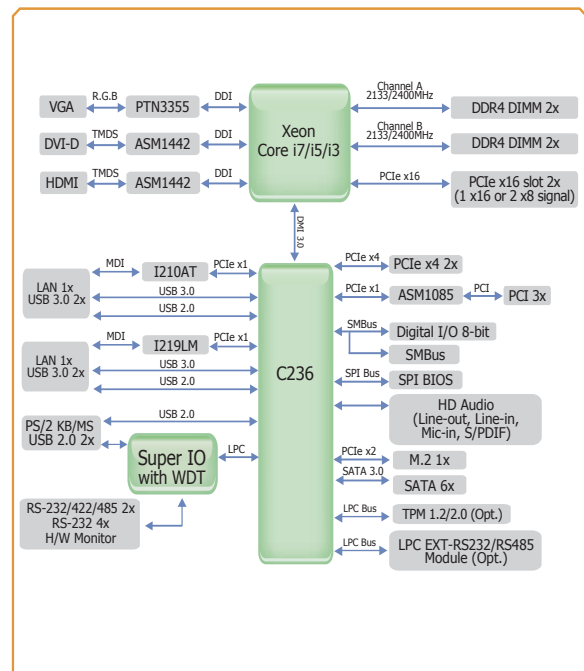 VGA
R.G.B
PTN3355
DDI
DVI-D
TMDS
ASM1442
DDI
HDMI
TMDS
ASM1442
DDI
Xeon
Core i7/i5/i3
Channel A
2133/2400MHz
DDR4 DIMM 2x
Channel B
2133/2400MHz
DDR4 DIMM 2x
PCIe x16
PCIe x16 slot 2x
(1 x16 or 2 x8 signal)
DMI 3.0
LAN 1x
USB 3.0 2x
MDI
I210AT
PCIe x1
USB 3.0
USB 2.0
LAN 1x
USB 3.0 2x
MDI
I219LM
PCIe x1
USB 3.0
USB 2.0
PS/2 KB/MS
USB 2.0 2x
USB 2.0
Super IO
with WDT
LPC
RS-232/422/485 2x
RS-232 4x
H/W Monitor
C236
PCIe x4
PCIe x4 2x
PCIe x1
ASM1085
PCI
PCI 3x
SMBus
Digital I/O 8-bit
SMBus
SPI Bus
SPI BIOS
HD Audio
(Line-out, Line-in,
Mic-in, S/PDIF)
PCIe x2
M.2 1x
SATA 3.0
SATA 6x
LPC Bus
TPM 1.2/2.0 (Opt.)
LPC Bus
LPC EXT-RS232/RS485
Module (Opt.)